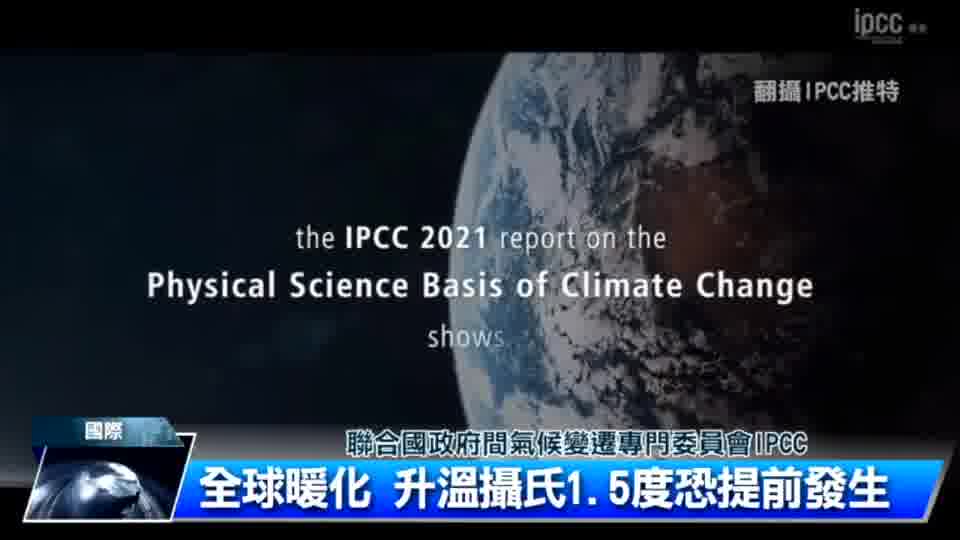 ipcc
翻攝IPCC推特
the IPCC 2021 report on the
Physical Science Basis of Climate Change
shows
國際
聯合國政府間氣候變遷專門委員會IPCC
全球暖化 升溫攝氏1.5度恐提前發生